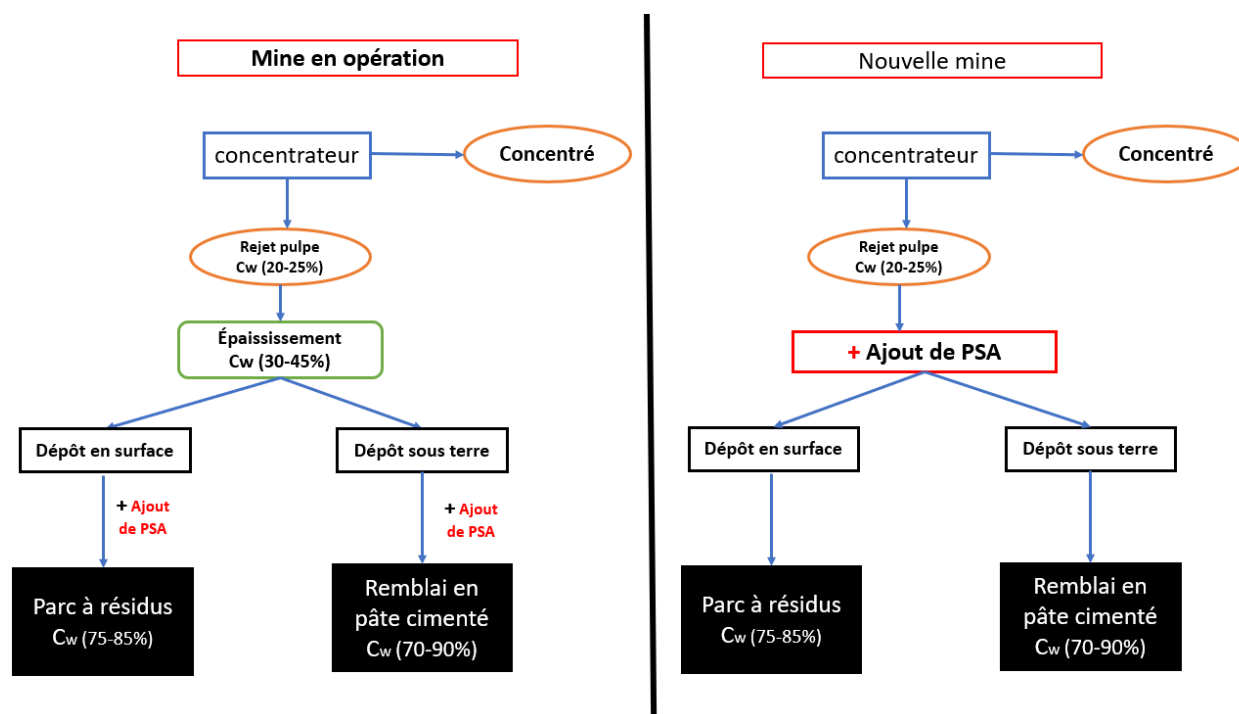 Mine en opération
concentrateur
Concentré
Rejet pulpe
Cw (20-25%)
Épaississement
Cw (30-45%)
Dépôt en surface
Dépôt sous terre
+ Ajout
de PSA
+ Ajout
de PSA
Parc à résidus
Cw (75-85%)
Remblai en
pâte cimenté
Cw (70-90%)
Nouvelle mine
concentrateur
Concentré
Rejet pulpe
Cw (20-25%)
+ Ajout de PSA
Dépôt en surface
Dépôt sous terre
Parc à résidus
Cw (75-85%)
Remblai en
pâte cimenté
Cw (70-90%)